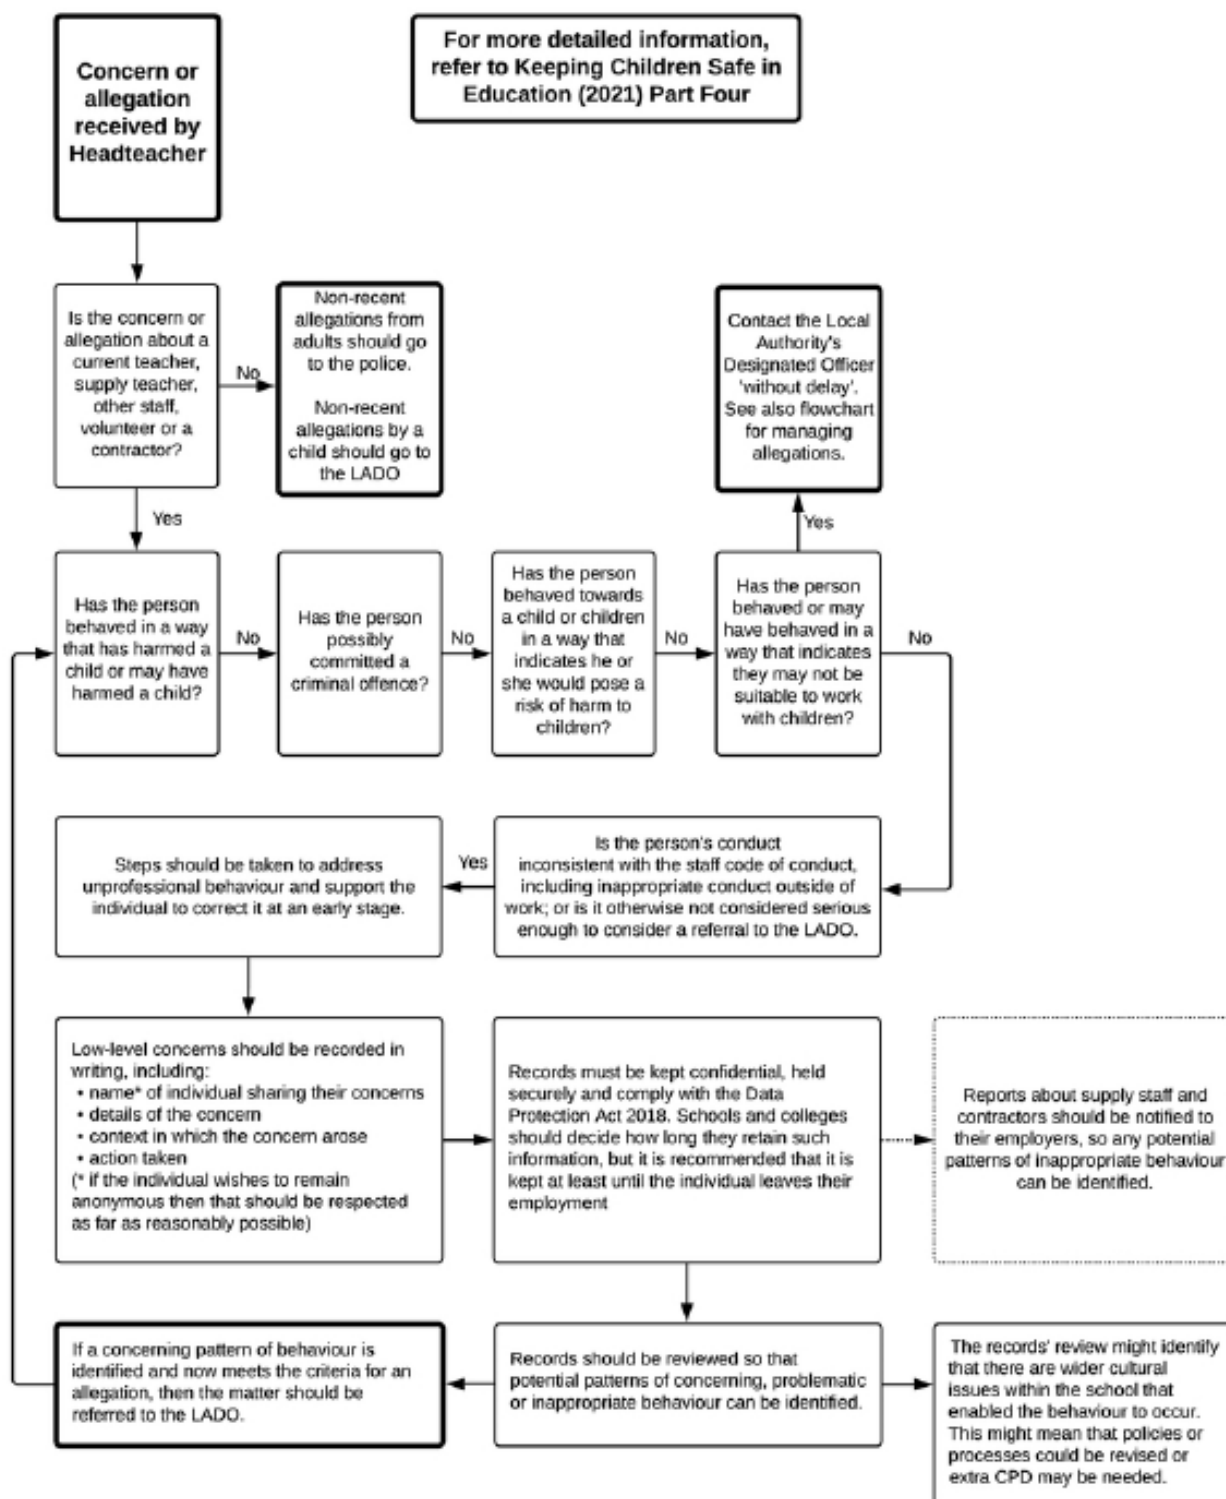 Concern or
allegation
received by
Headteacher
For more detailed information,
refer to Keeping Children Safe in
Education (2021) Part Four
Is the concern or
allegation about a
current teacher,
supply teacher,
other staff,
volunteer or a
contractor?
No
Non-recent
allegations from
adults should go
to the police.
Non-recent
allegations by a
child should go to
the LADO
Contact the Local
Authority's
Designated Officer
'without delay'.
See also flowchart
for managing
allegations.
Yes
Yes
Has the person
behaved in a way
that has harmed a
child or may have
harmed a child?
No
Has the person
possibly
committed a
criminal offence?
No
Has the person
behaved towards
a child or children
in a way that
indicates he or
she would pose a
risk of harm to
children?
No
Has the person
behaved or may
have behaved in a
way that indicates
they may not be
suitable to work
with children?
No
Steps should be taken to address
unprofessional behaviour and support the
individual to correct it at an early stage.
Yes
Is the person's conduct
inconsistent with the staff code of conduct,
including inappropriate conduct outside of
work; or is it otherwise not considered serious
enough to consider a referral to the LADO.
Low-level concerns should be recorded in
writing, including:
• name* of individual sharing their concerns
• details of the concern
• context in which the concern arose
• action taken
(* if the individual wishes to remain
anonymous then that should be respected
as far as reasonably possible)
Records must be kept confidential, held
securely and comply with the Data
Protection Act 2018. Schools and colleges
should decide how long they retain such
information, but it is recommended that it is
kept at least until the individual leaves their
employment
Reports about supply staff and
contractors should be notified to
their employers, so any potential
patterns of inappropriate behaviour
can be identified.
If a concerning pattern of behaviour is
identified and now meets the criteria for an
allegation, then the matter should be
referred to the LADO.
Records should be reviewed so that
potential patterns of concerning, problematic
or inappropriate behaviour can be identified.
The records' review might identify
that there are wider cultural
issues within the school that
enabled the behaviour to occur.
This might mean that policies or
processes could be revised or
extra CPD may be needed.